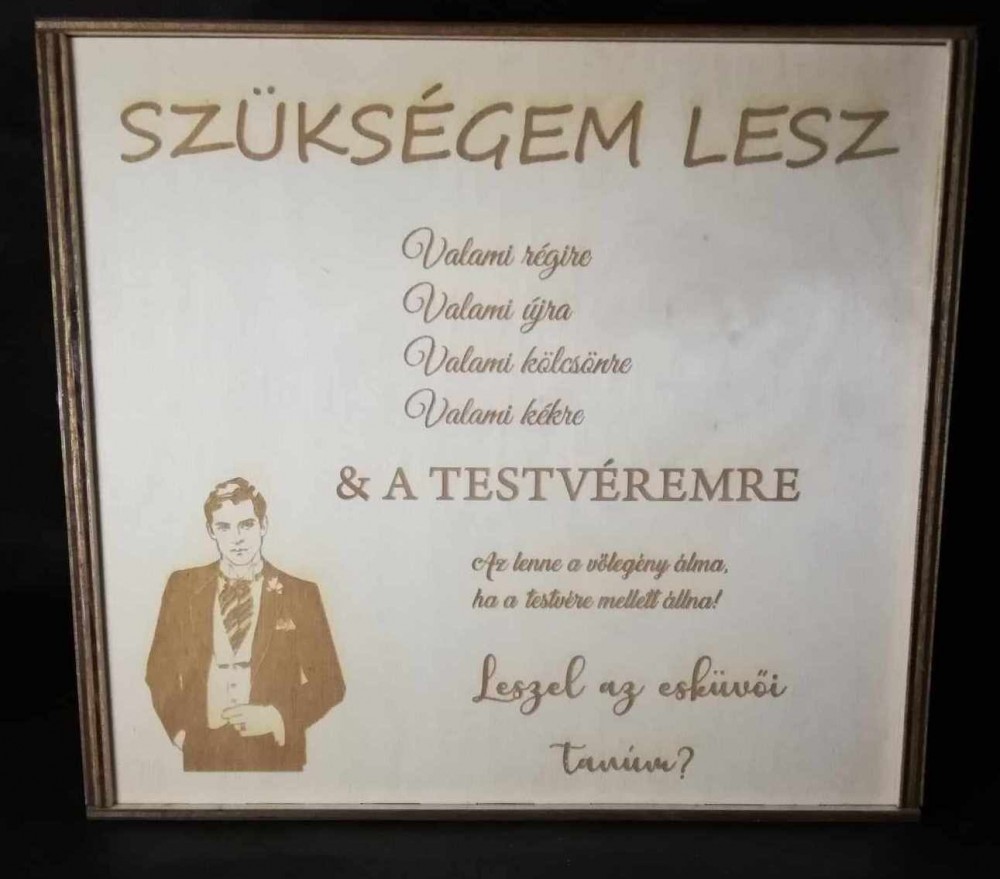 SZÜKSÉGEM LESZ
Valami régire
Valami újra
Valami kölcsönre
Valami kékre
& A TESTVÉREMRE
Az lenne a vőlegény álma,
ha a testvére mellett állna!
Leszel az esküvői
tanúm?